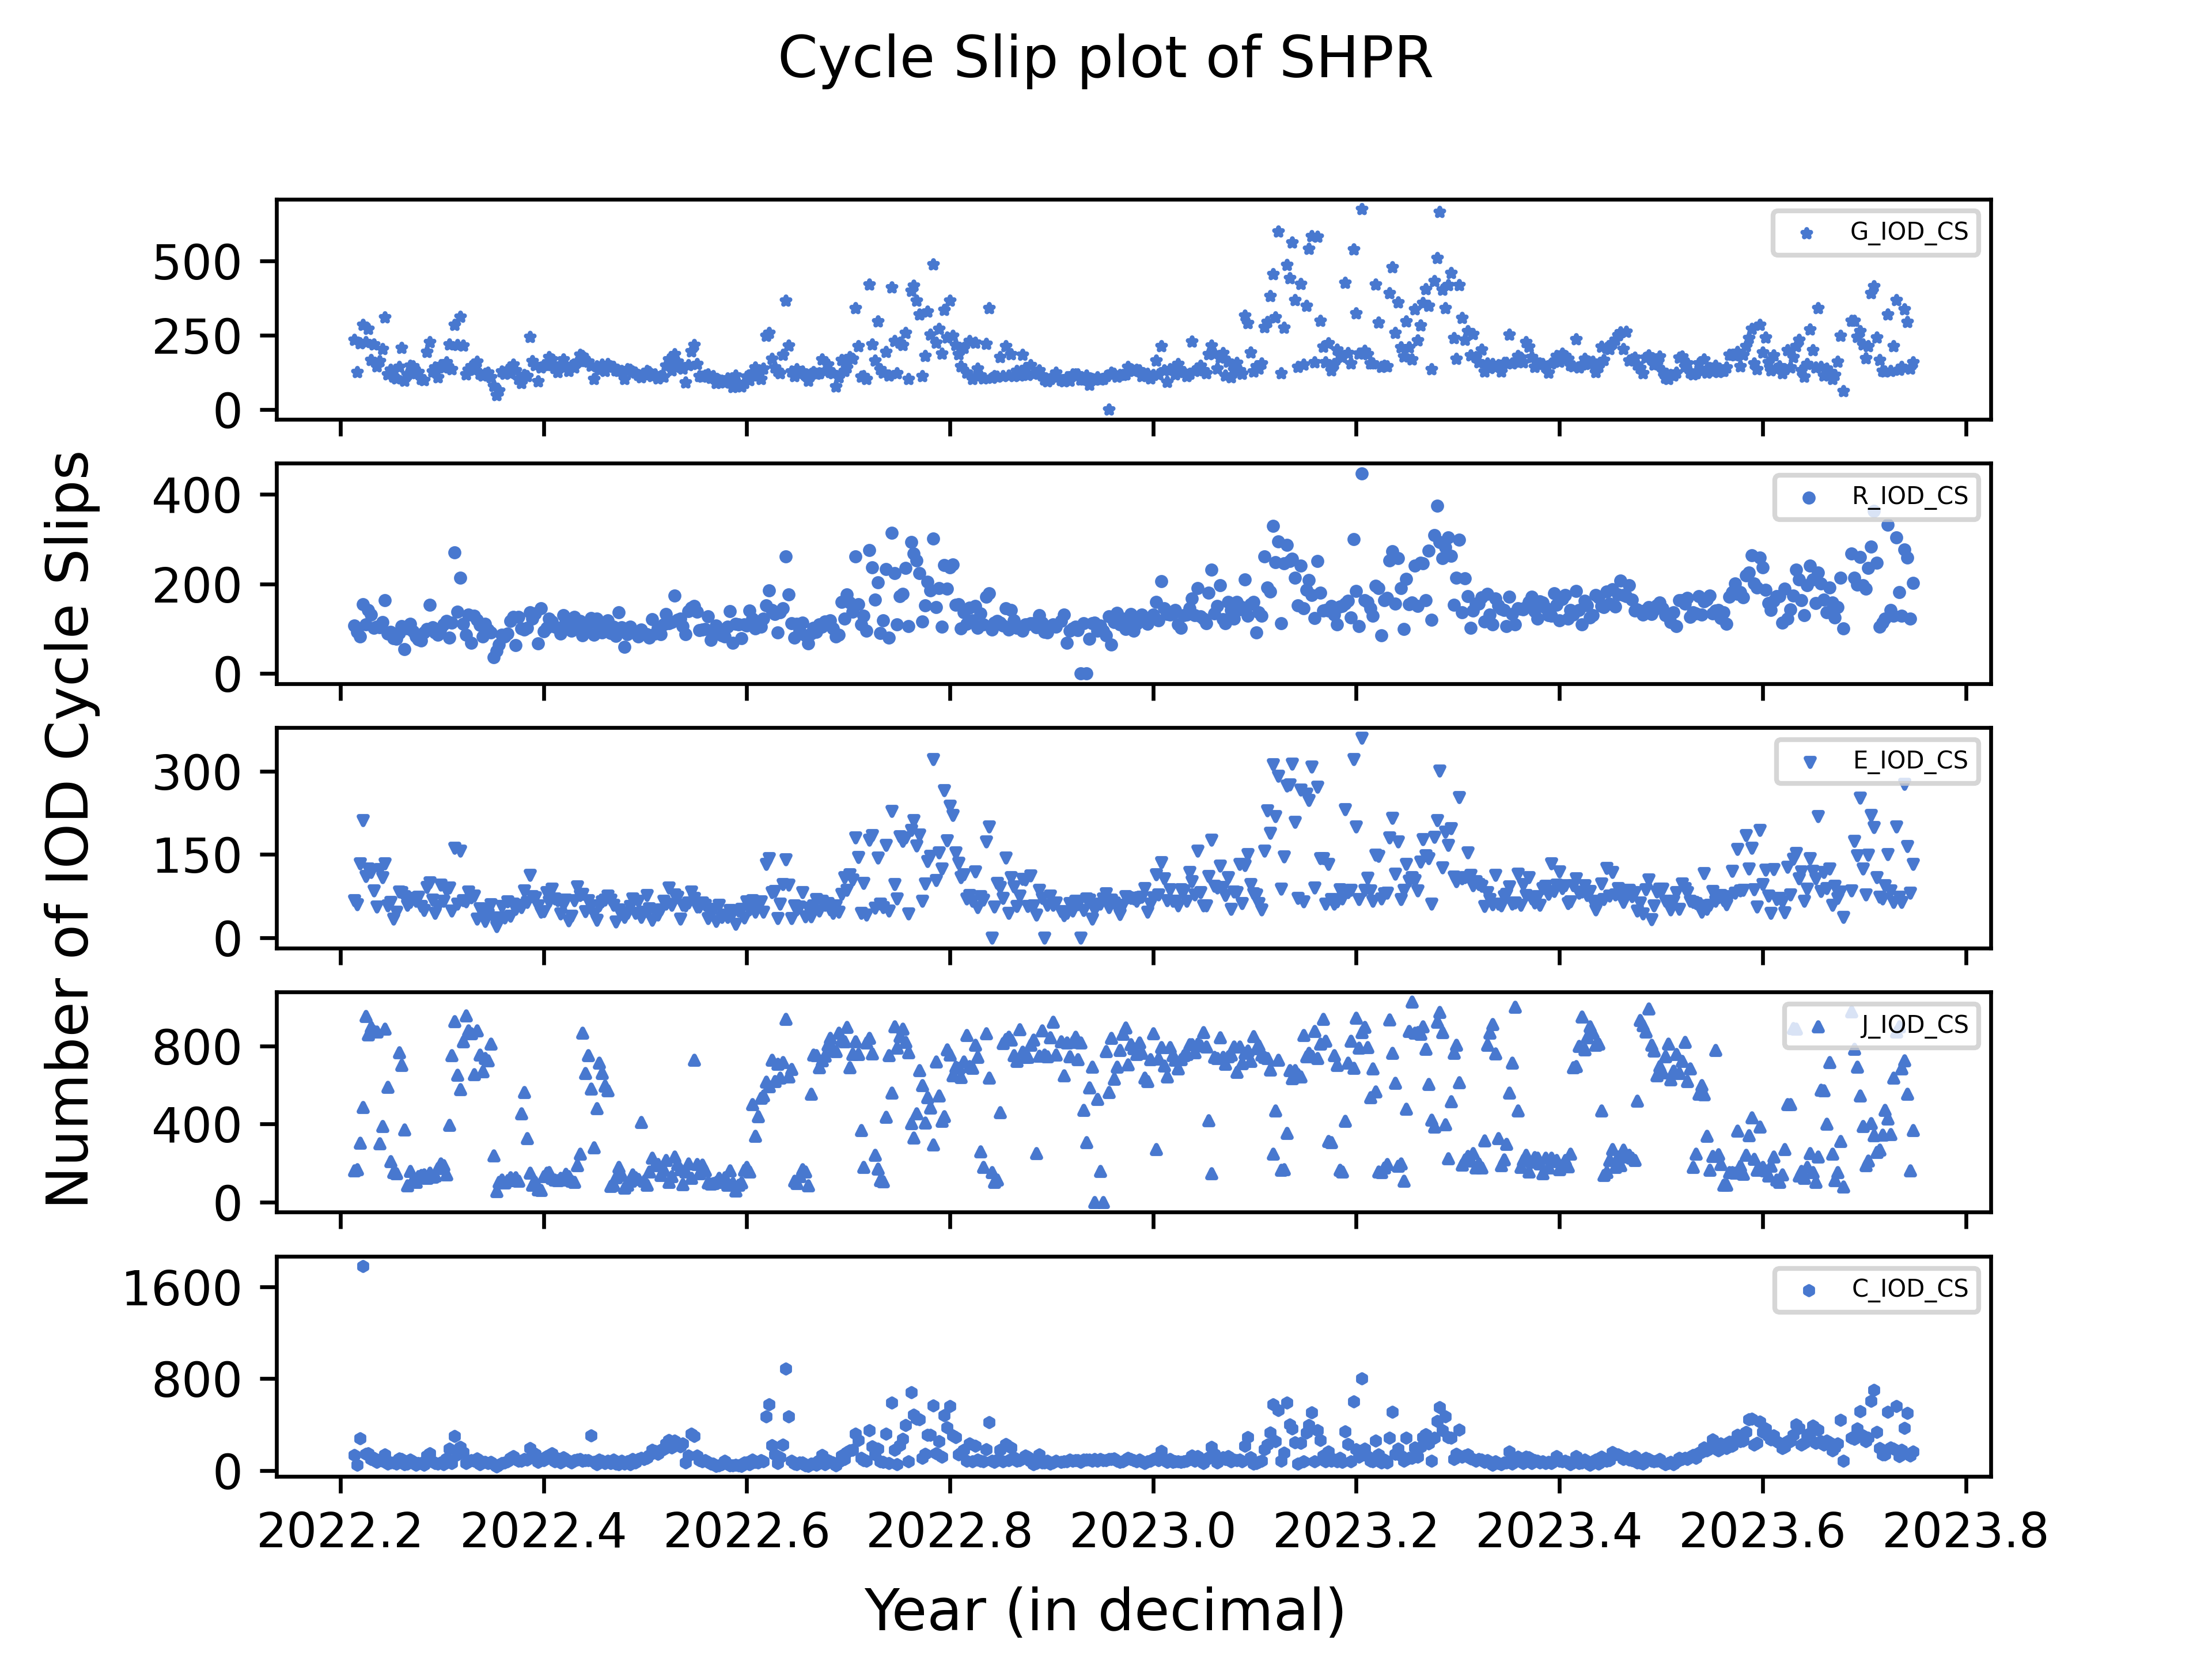 Cycle Slip plot of SHPR
Number of IOD Cycle Slips
500
250
0
G_IOD_CS
400
200
0
R_IOD_CS
300
150
0
E_IOD_CS
800
400
0
J_IOD_CS
1600
800
0
C_IOD_CS
2022.2 2022.4 2022.6 2022.8 2023.0 2023.2 2023.4 2023.6 2023.8
Year (in decimal)